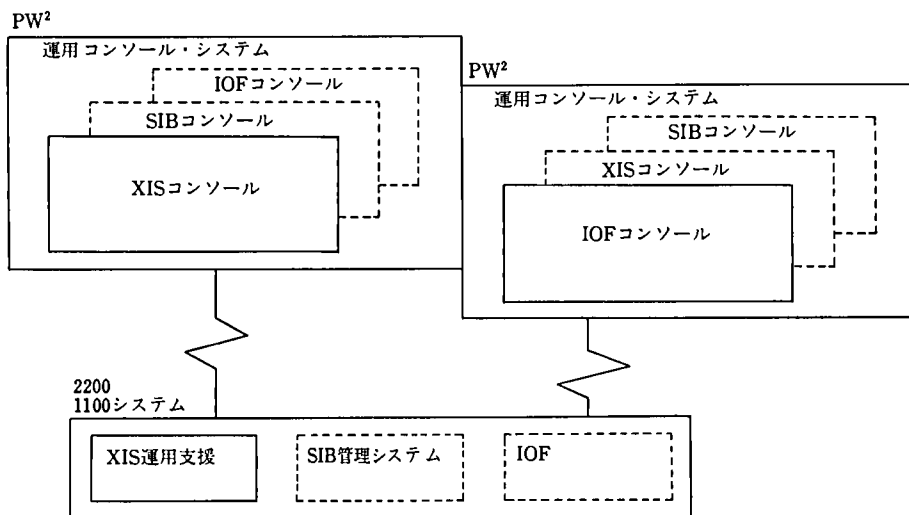 PW²
運用コンソール・システム
IOFコンソール
SIBコンソール
XISコンソール
PW²
運用コンソール・システム
SIBコンソール
XISコンソール
IOFコンソール
2200
1100システム
XIS運用支援
SIB管理システム
IOF